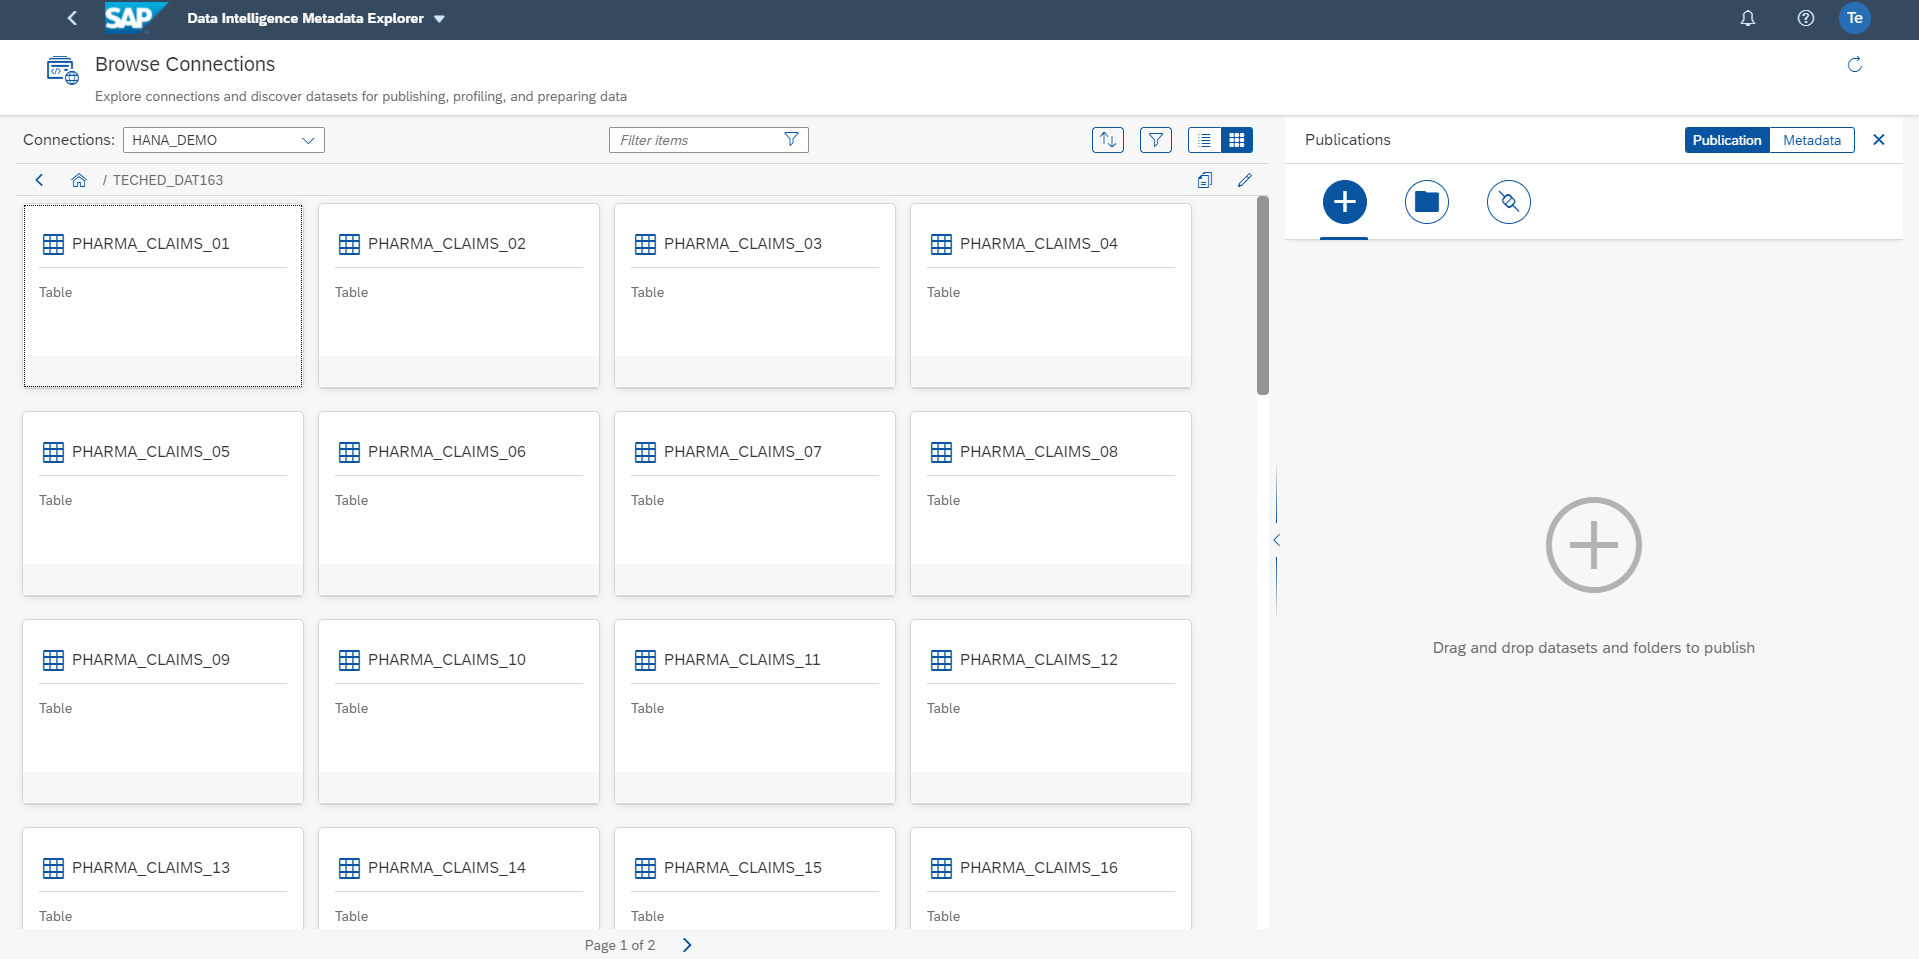 SAP Data Intelligence Metadata Explorer Te
Browse Connections
Explore connections and discover datasets for publishing, profiling, and preparing data
Connections: HANA_DEMO Filter items
/ TECHED_DAT163
PHARMA_CLAIMS_01 PHARMA_CLAIMS_02 PHARMA_CLAIMS_03 PHARMA_CLAIMS_04
Table Table Table Table
PHARMA_CLAIMS_05 PHARMA_CLAIMS_06 PHARMA_CLAIMS_07 PHARMA_CLAIMS_08
Table Table Table Table
PHARMA_CLAIMS_09 PHARMA_CLAIMS_10 PHARMA_CLAIMS_11 PHARMA_CLAIMS_12
Table Table Table Table
PHARMA_CLAIMS_13 PHARMA_CLAIMS_14 PHARMA_CLAIMS_15 PHARMA_CLAIMS_16
Table Table Table Table
Page 1 of 2
Publications Publication Metadata
Drag and drop datasets and folders to publish